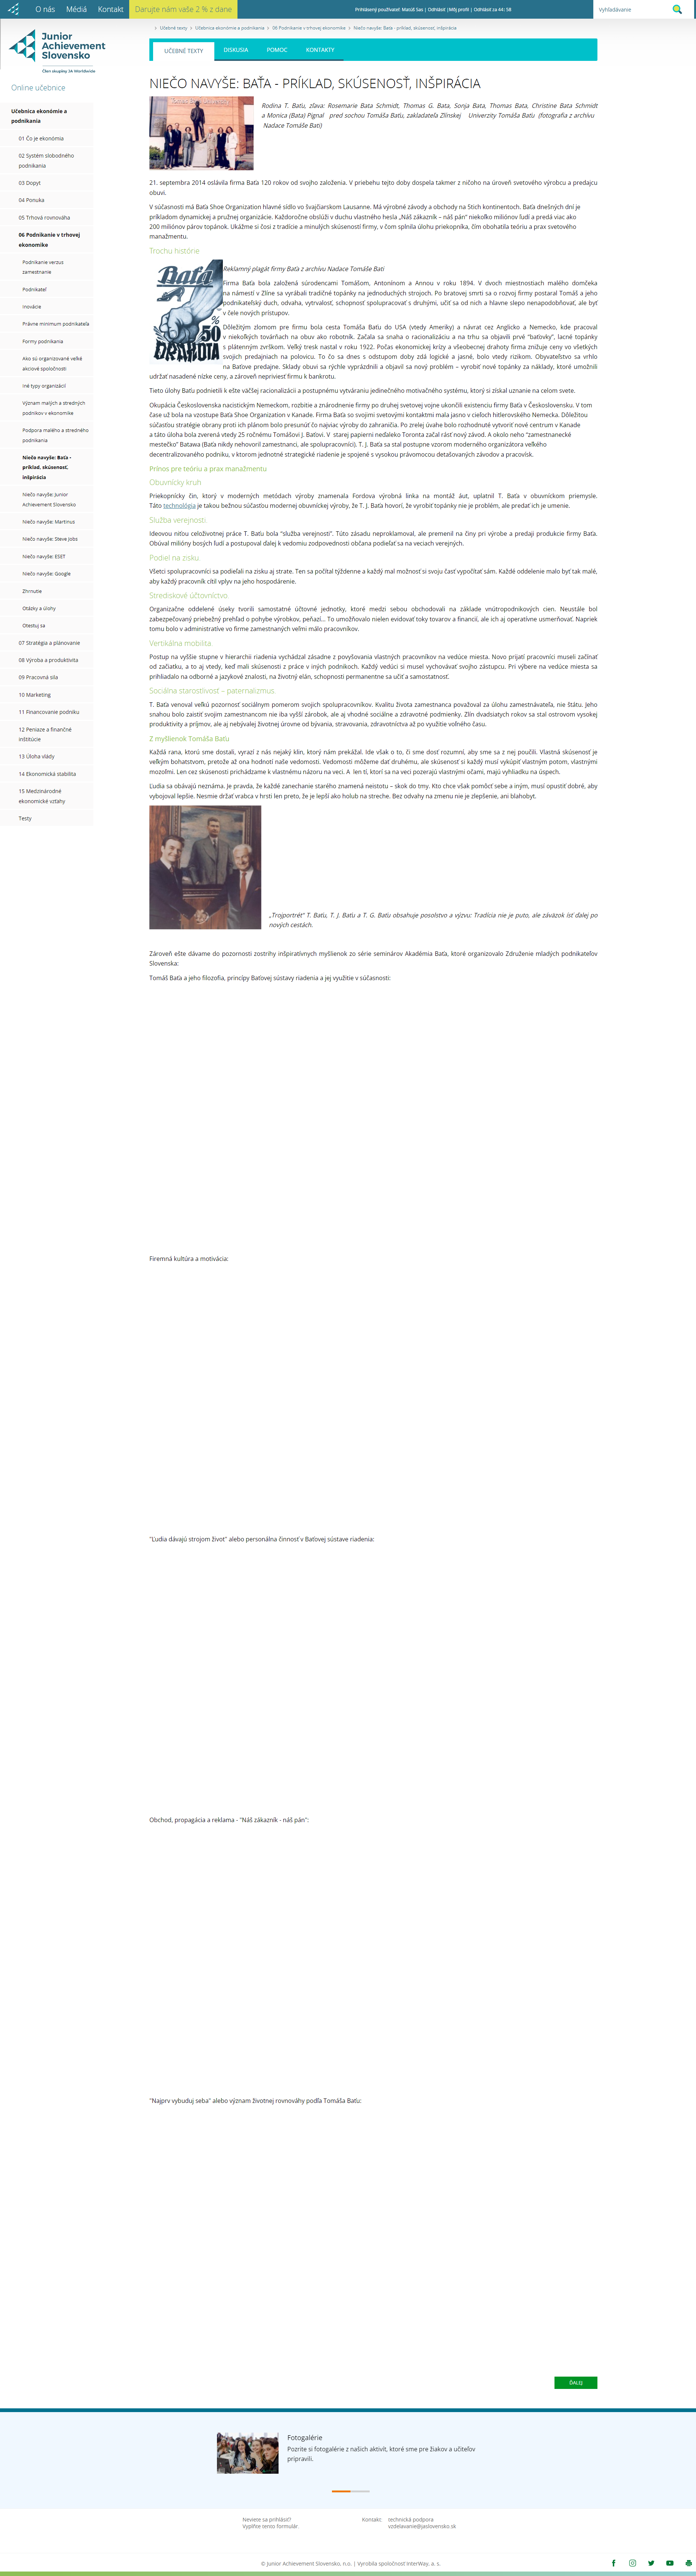 O nás Médiá Kontakt Darujte nám vaše 2 % z dane Prihlásený používateľ: Matúš Sas | Odhlásiť | Môj profil | Odhlásiť za 44: 58 Vyhľadávanie
Junior
Achievement
Slovensko
Člen skupiny JA Worldwide
Učebné texty Učebnica ekonómie a podnikania 06 Podnikanie v trhovej ekonomike Niečo navyše: Baťa - príklad, skúsenosť, inšpirácia
UČEBNÉ TEXTY DISKUSIA POMOC KONTAKTY
Online učebnice
Učebnica ekonómie a
podnikania
01 Čo je ekonómia
02 Systém slobodného
podnikania
03 Dopyt
04 Ponuka
05 Trhová rovnováha
06 Podnikanie v trhovej
ekonomike
Podnikanie verzus
zamestnanie
Podnikateľ
Inovácie
Právne minimum podnikateľa
Formy podnikania
Ako sú organizované veľké
akciové spoločnosti
Iné typy organizácií
Význam malých a stredných
podnikov v ekonomike
Podpora malého a stredného
podnikania
Niečo navyše: Baťa -
príklad, skúsenosť,
inšpirácia
Niečo navyše: Junior
Achievement Slovensko
Niečo navyše: Martinus
Niečo navyše: Steve Jobs
Niečo navyše: ESET
Niečo navyše: Google
Zhrnutie
Otázky a úlohy
Otestuj sa
07 Stratégia a plánovanie
08 Výroba a produktivita
09 Pracovná sila
10 Marketing
11 Financovanie podniku
12 Peniaze a finančné
inštitúcie
13 Úloha vlády
14 Ekonomická stabilita
15 Medzinárodné
ekonomické vzťahy
Testy
NIEČO NAVYŠE: BAŤA - PRÍKLAD, SKÚSENOSŤ, INŠPIRÁCIA
Rodina T. Baťu, zľava: Rosemarie Bata Schmidt, Thomas G. Bata, Sonja Bata, Thomas Bata, Christine Bata Schmidt
a Monica (Bata) Pignal pred sochou Tomáša Baťu, zakladateľa Zlínskej Univerzity Tomáša Baťu (fotografia z archívu
Nadace Tomáše Bati)
21. septembra 2014 oslávila firma Baťa 120 rokov od svojho založenia. V priebehu tejto doby dospela takmer z ničoho na úroveň svetového výrobcu a predajcu
obuvi.
V súčasnosti má Baťa Shoe Organization hlavné sídlo vo švajčiarskom Lausanne. Má výrobné závody a obchody na 5tich kontinentoch. Baťa dnešných dní je
príkladom dynamickej a pružnej organizácie. Každoročne obslúži v duchu vlastného hesla „Náš zákazník – náš pán“ niekoľko miliónov ľudí a predá viac ako
200 miliónov párov topánok. Ukážme si čosi z tradície a minulých skúseností firmy, v čom splnila úlohu priekopníka, čím obohatila teóriu a prax svetového
manažmentu.
Trochu histórie
Reklamný plagát firmy Baťa z archívu Nadace Tomáše Bati
Firma Baťa bola založená súrodencami Tomášom, Antonínom a Annou v roku 1894. V dvoch miestnostiach malého domčeka
na námestí v Zlíne sa vyrábali tradičné topánky na jednoduchých strojoch. Po bratovej smrti sa o rozmach firmy postaral Tomáš a jeho
podnikateľský duch, odvaha, vytrvalosť, schopnosť spolupracovať s druhými, učiť sa od nich a hlavne slepo nenapodobňovať, ale byť
v čele nových prístupov.
Dôležitým zlomom pre firmu bola cesta Tomáša Baťu do USA (vtedy Ameriky) a návrat cez Anglicko a Nemecko, kde pracoval
v niekoľkých továrňach na obuv ako robotník. Začala sa snaha o racionalizáciu a na trhu sa objavili prvé “baťovky”, lacné topánky
s plátenným zvrškom. Veľký tresk nastal v roku 1922. Počas ekonomickej krízy a všeobecnej drahoty firma znižuje ceny vo všetkých
svojich predajniach na polovicu. To čo sa dnes s odstupom doby zdá logické a jasné, bolo vtedy rizikom. Obyvateľstvo sa vrhlo
na Baťove predajne. Sklady obuvi sa rýchle vyprázdnili a objavil sa nový problém – vyrobiť nové topánky za takú cenu, ktorá umožnili
udržať nasadené nízke ceny, a zároveň nepriviesť firmu k bankrotu.
Tieto úlohy Baťu podnietili k ešte väčšej racionalizácii a postupnému vytváraniu jedinečného motivačného systému, ktorý si získal uznanie na celom svete.
Okupácia Československa nacistickým Nemeckom, rozbitie a znárodnenie firmy po druhej svetovej vojne ukončili existenciu firmy Baťa v Československu. V tom
čase už bola na vzostupe Baťa Shoe Organization v Kanade. Firma Baťa so svojimi svetovými kontaktmi mala jasno v cieľoch hitlerovského Nemecka. Dôležitou
súčasťou stratégie obrany proti ich plánom bolo presunúť čo najviac výroby do zahraničia. Po zrelej úvahe bolo rozhodnuté vytvoriť nové centrum v Kanade
a táto úloha bola zverená vtedy 25 ročnému Tomášovi J. Baťovi. V starej papierni neďaleko Toronta začal rásť nový závod. A okolo neho “zamestnanecké
mestečko” Batawa (Baťa nikdy nehovoril zamestnanci, ale spolupracovníci). T. J. Baťa sa stal spoluautorom moderného organizátora veľkého
decentralizovaného podniku, v ktorom jednotné strategické riadenie je spojené s vysokou právomocou demetašovaných závodov a pracovísk.
Prínos pre teóriu a prax manažmentu
Obuvnícky kruh
Priekopnícky čin, ktorý v moderných metódach výroby znamenala Fordova výrobná linka na montáž áut, uplatnil T. Baťa v obuvníckom priemysle.
Táto technológia je takou bežnou súčasťou modernej obuvníckej výroby, že T. J. Baťa hovorí, že vyrobiť topánky nie je problém, ale predať ich je umenie.
Služba verejnosti
Ideovou niťou celoživotnej práce T. Baťu bola “služba verejnosti”. Túto zásadu neproklamoval, ale premenil na činy pri výrobe a predaji produkcie firmy Baťa.
Obúval milióny bosých ľudí a postupoval ďalej k vedomiu zodpovednosti občana podieľať sa na veciach verejných.
Podiel na zisku
Všetci spolupracovníci sa podieľali na zisku aj strate. Ten sa počítal týždenne a každý mal možnosť si svoju časť vypočítať sám. Každé oddelenie malo byť tak malé,
aby každý pracovník cítil vplyv na jeho hospodárenie.
Strediskové účtovníctvo
Organizačne oddelené úseky tvorili samostatné účtovné jednotky, ktoré medzi sebou obchodovali na základe vnútropodnikových cien. Neustále bol
zabezpečovaný priebežný prehľad o pohybe výrobkov, peňazí... To umožňovalo nielen evidovať toky tovarov a financií, ale ich aj operatívne usmerňovať. Napriek
tomu bolo v administratíve vo firme zamestnaných veľmi málo pracovníkov.
Vertikálna mobilita
Postup na vyššie stupne v hierarchii riadenia vychádzal zásadne z povyšovania vlastných pracovníkov na vedúce miesta. Novo prijatí pracovníci museli začínať
od začiatku, a to aj vtedy, keď mali skúsenosti z práce v iných podnikoch. Každý vedúci si musel vychovávať svojho zástupcu. Pri výbere na vedúce miesta sa
prihliadalo na odborné a jazykové znalosti, na životný elán, schopnosti permanentne sa učiť a samostatnosť.
Sociálna starostlivosť – paternalizmus
T. Baťa venoval veľkú pozornosť sociálnym pomerom svojich spolupracovníkov. Kvalitu života zamestnanca považoval za úlohu zamestnávateľa, nie štátu. Jeho
snahou bolo zaistiť svojim zamestnancom nie iba vyšší zárobok, ale aj vhodné sociálne a zdravotné podmienky. Zlín dvadsiatych rokov sa stal ostrovom vysokej
produktivity a príjmov, ale aj nebývalej životnej úrovne od bývania, stravovania, zdravotníctva až po využitie voľného času.
Z myšlienok Tomáša Baťu
Každá rana, ktorú sme dostali, vyrazí z nás nejaký klin, ktorý nám prekážal. Ide však o to, či sme dosť rozumní, aby sme sa z nej poučili. Vlastná skúsenosť je
veľkým bohatstvom, pretože až ona hodnotí naše vedomosti. Vedomosti môžeme dať druhému, ale skúsenosť si každý musí vykúpiť vlastným potom, vlastnými
mozoľmi. Len cez skúsenosti prichádzame k vlastnému názoru na veci. A len ti, ktorí sa na veci pozerajú vlastnými očami, majú vyhliadku na úspech.
Ľudia sa obávajú neznáma. Je pravda, že každé zanechanie starého znamená neistotu – skok do tmy. Kto chce však pomôcť sebe a iným, musí opustiť dobré, aby
vybojoval lepšie. Nesmie držať vrabca v hrsti len preto, že je lepší ako holub na streche. Bez odvahy na zmenu nie je zlepšenie, ani blahobyt.
„Trojportrét“ T. Baťu, T. J. Baťu a T. G. Baťu obsahuje posolstvo a výzvu: Tradícia nie je puto, ale záväzok ísť ďalej po
nových cestách.
Zároveň ešte dávame do pozornosti zostrihy inšpiratívnych myšlienok zo série seminárov Akadémia Baťa, ktoré organizovalo Združenie mladých podnikateľov
Slovenska:
Tomáš Baťa a jeho filozofia, princípy Baťovej sústavy riadenia a jej využitie v súčasnosti:
Firemná kultúra a motivácia:
"Ľudia dávajú strojom život" alebo personálna činnosť v Baťovej sústave riadenia:
Obchod, propagácia a reklama - "Náš zákazník - náš pán":
"Najprv vybuduj seba" alebo význam životnej rovnováhy podľa Tomáša Baťu:
ĎALEJ
Fotogalérie
Pozrite si fotogalérie z našich aktivít, ktoré sme pre žiakov a učiteľov
pripravili.
Neviete sa prihlásiť? Kontakt: technická podpora
Vyplňte tento formulár vzdelavanie@jaslovensko.sk
© Junior Achievement Slovensko, n.o. | Vyrobila spoločnosť InterWay, a. s.